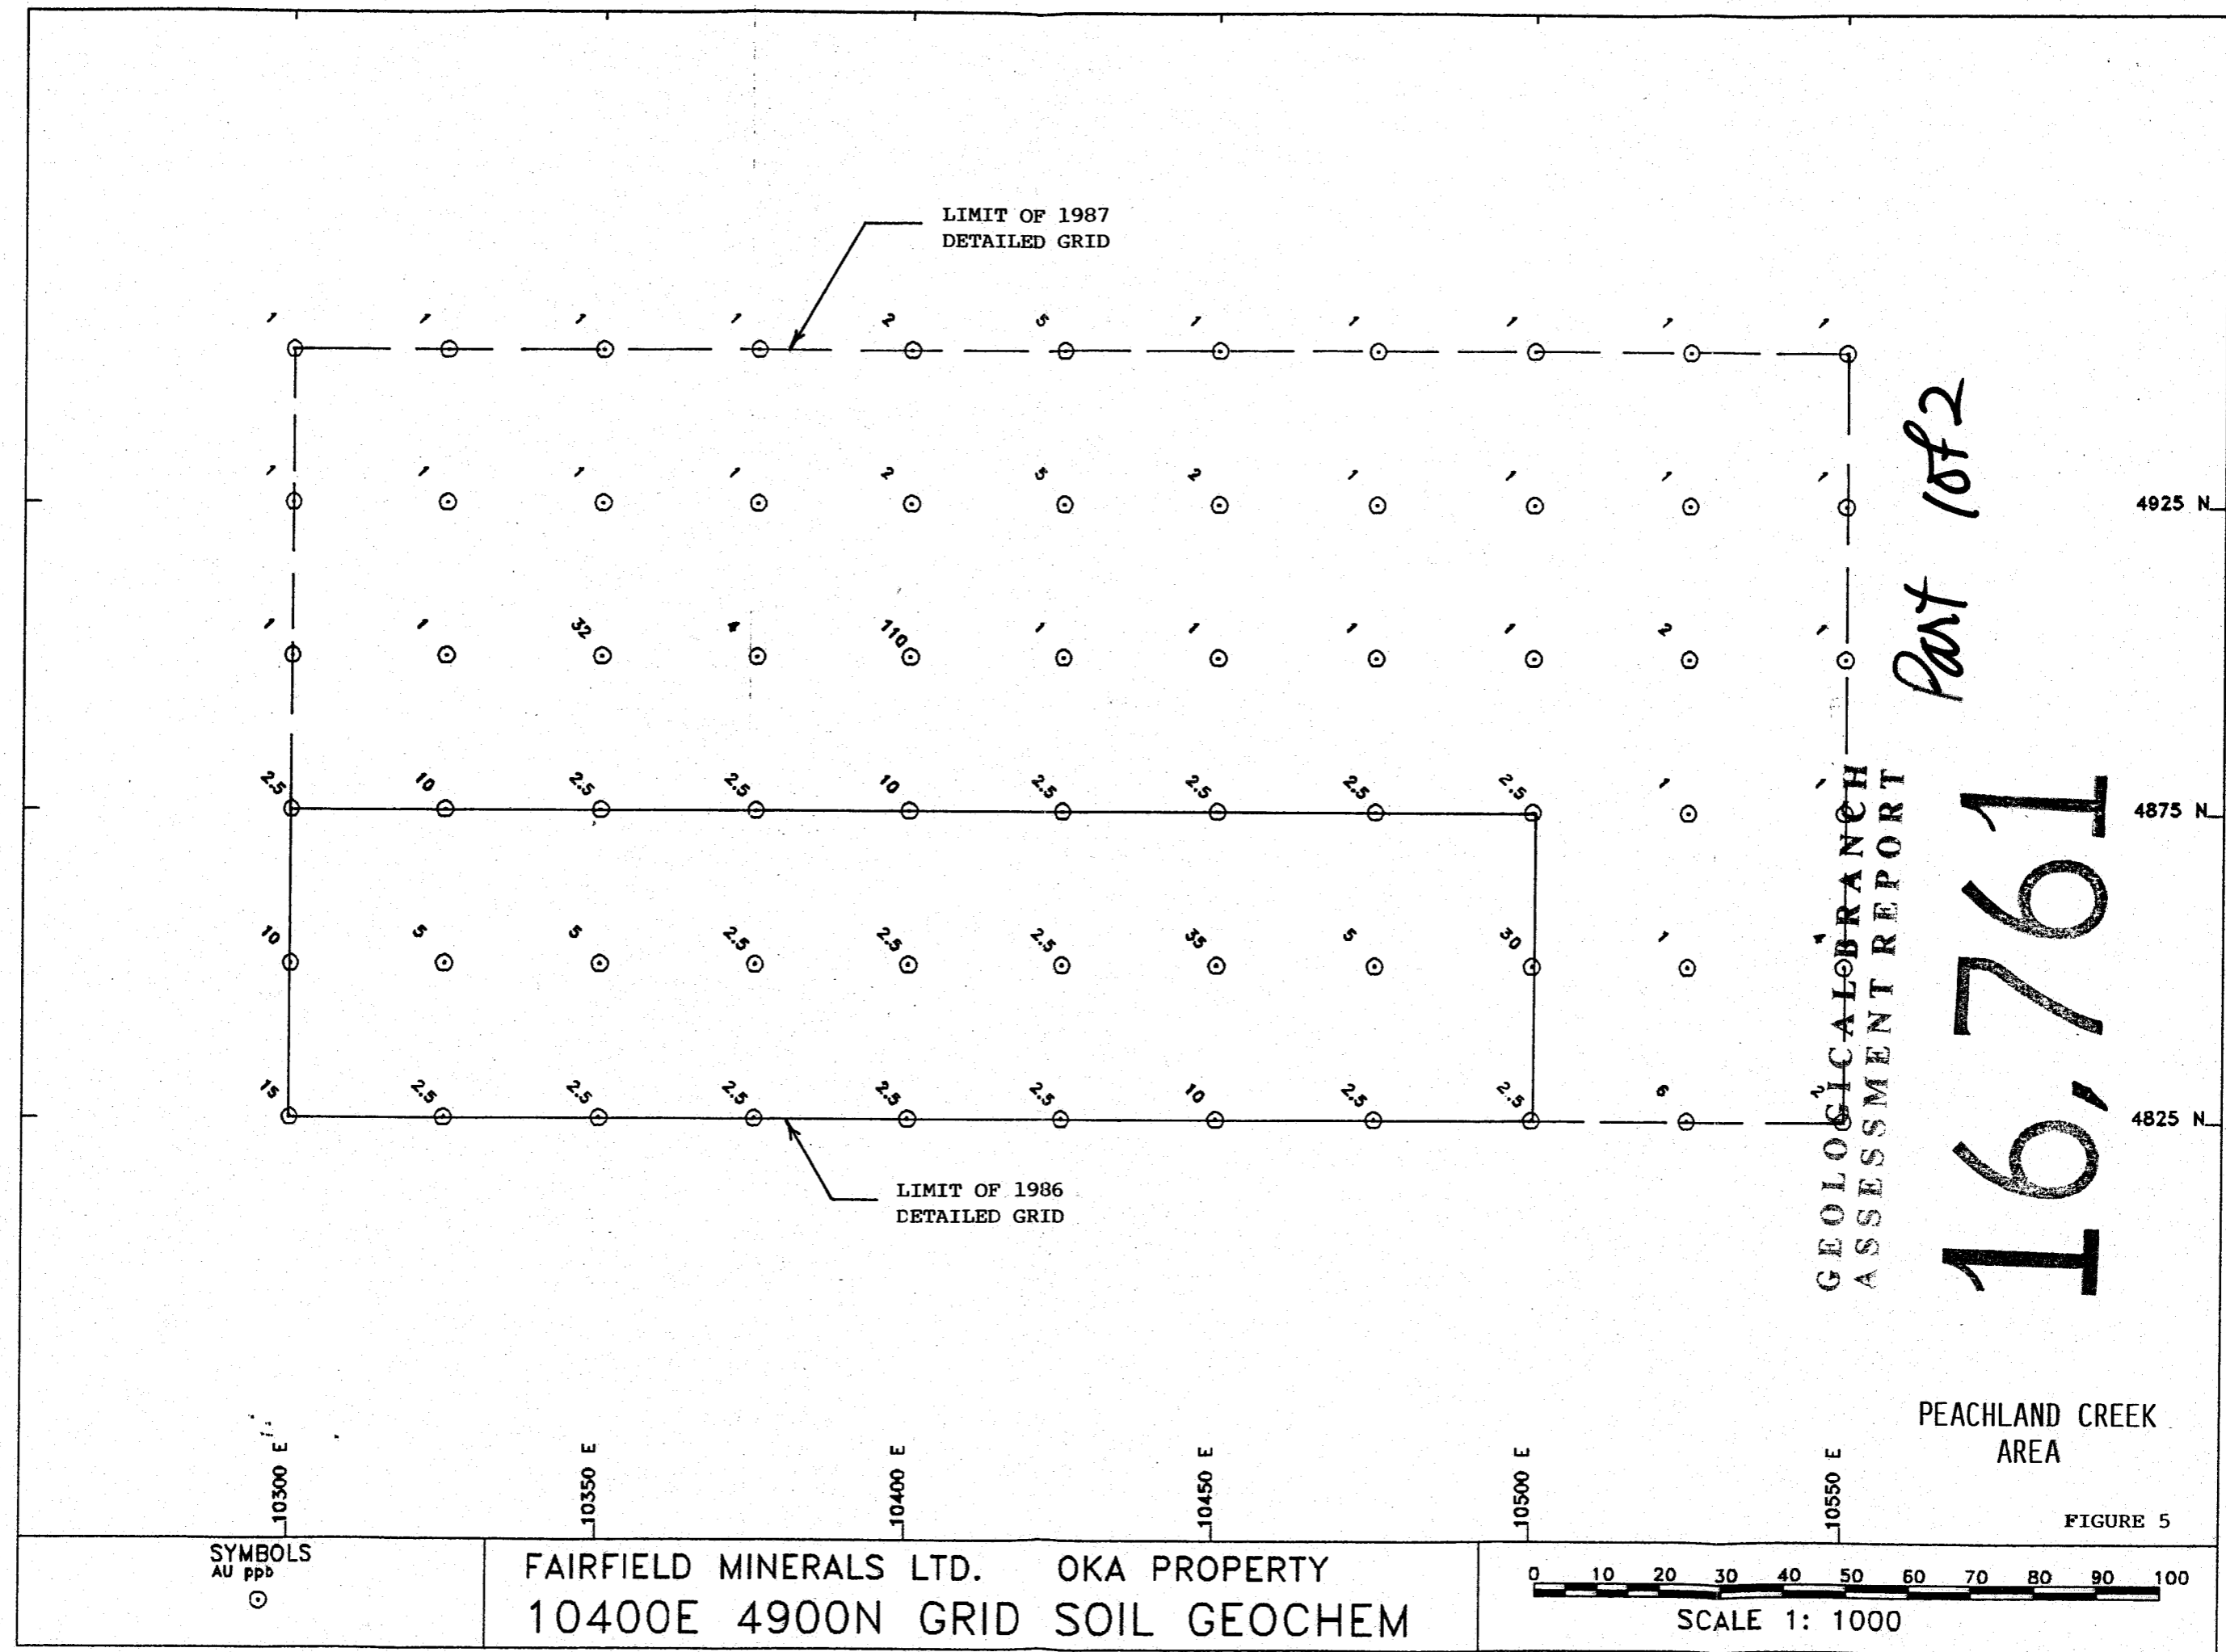 LIMIT OF 1987
DETAILED GRID
1 1 1 1 2 5 1 1 1 1 1
1 1 1 1 2 5 2 1 1 1 1
4925 N
1 1 32 4 110 1 1 1 1 2 1
2.5 10 2.5 2.5 10 2.5 2.5 2.5 2.5 1 1
4875 N
10 5 5 2.5 2.5 2.5 35 5 30 1 4
15 2.5 2.5 2.5 2.5 2.5 10 2.5 2.5 6 2
4825 N
LIMIT OF 1986
DETAILED GRID
Part 1 of 2
GEOLOGICAL BRANCH
ASSESSMENT REPORT
16,761
PEACHLAND CREEK
AREA
10300 E 10350 E 10400 E 10450 E 10500 E 10550 E
FIGURE 5
SYMBOLS
AU ppb
FAIRFIELD MINERALS LTD. OKA PROPERTY
10400E 4900N GRID SOIL GEOCHEM
0 10 20 30 40 50 60 70 80 90 100
SCALE 1: 1000